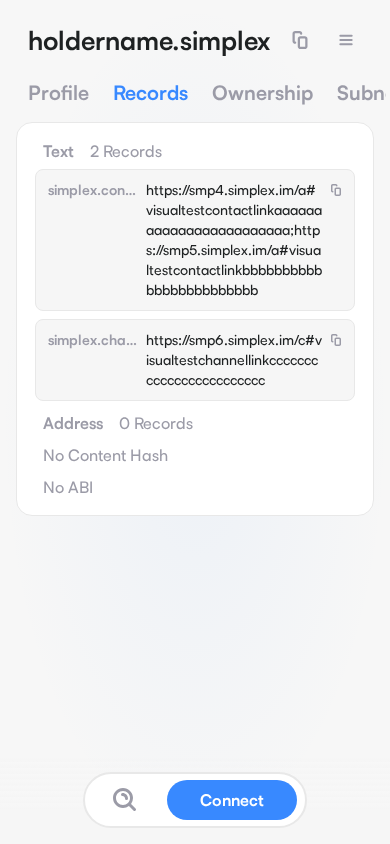 holdername.simplex
Profile Records Ownership Subn
Text 2 Records
simplex.con... https://smp4.simplex.im/a#
visualtestcontactlinkaaaaaa
aaaaaaaaaaaaaaaaaa;http
s://smp5.simplex.im/a#visua
ltestcontactlinkbbbbbbbbbb
bbbbbbbbbbbbbb
simplex.cha... https://smp6.simplex.im/c#v
isualtestchannellinkccccccc
cccccccccccccccccc
Address 0 Records
No Content Hash
No ABI
Connect